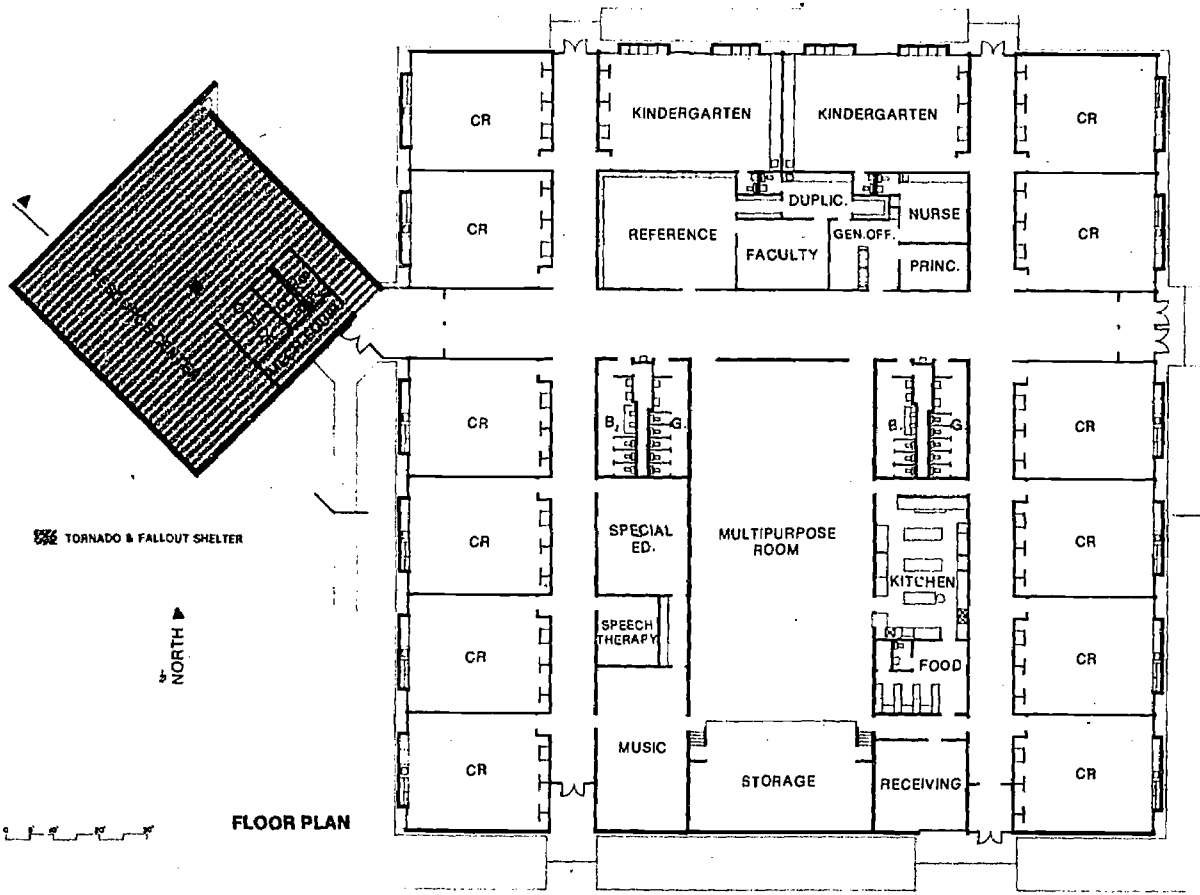 KINDERGARTEN
KINDERGARTEN
CR
CR
DUPLIC.
NURSE
CR
REFERENCE
FACULTY
GEN. OFF.
CR
PRINC.
CR
B.
G.
B.
G.
CR
TORNADO & FALLOUT SHELTER
CR
SPECIAL
ED.
MULTIPURPOSE
ROOM
KITCHEN
CR
NORTH
SPEECH
THERAPY
CR
FOOD
CR
CR
MUSIC
STORAGE
RECEIVING
CR
FLOOR PLAN